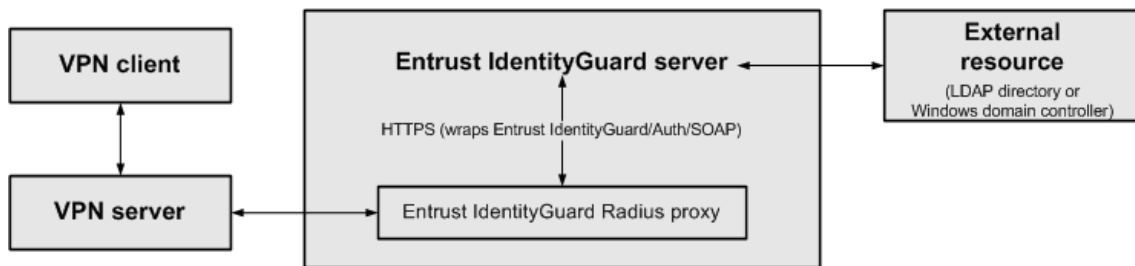 VPN client
VPN server
Entrust IdentityGuard server
HTTPS (wraps Entrust IdentityGuard/Auth/SOAP)
Entrust IdentityGuard Radius proxy
External
resource
(LDAP directory or
Windows domain controller)